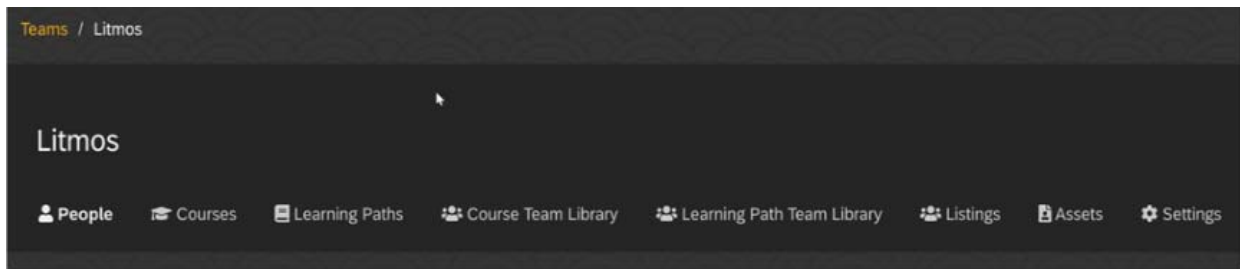 Teams / Litmos
Litmos
People Courses Learning Paths Course Team Library Learning Path Team Library Listings Assets Settings